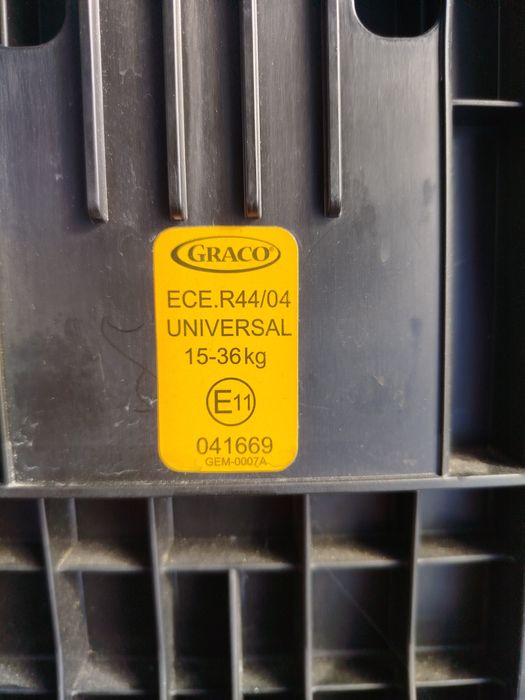 GRACO®
ECE.R44/04
UNIVERSAL
15-36kg
E11
041669
GEM-0007A